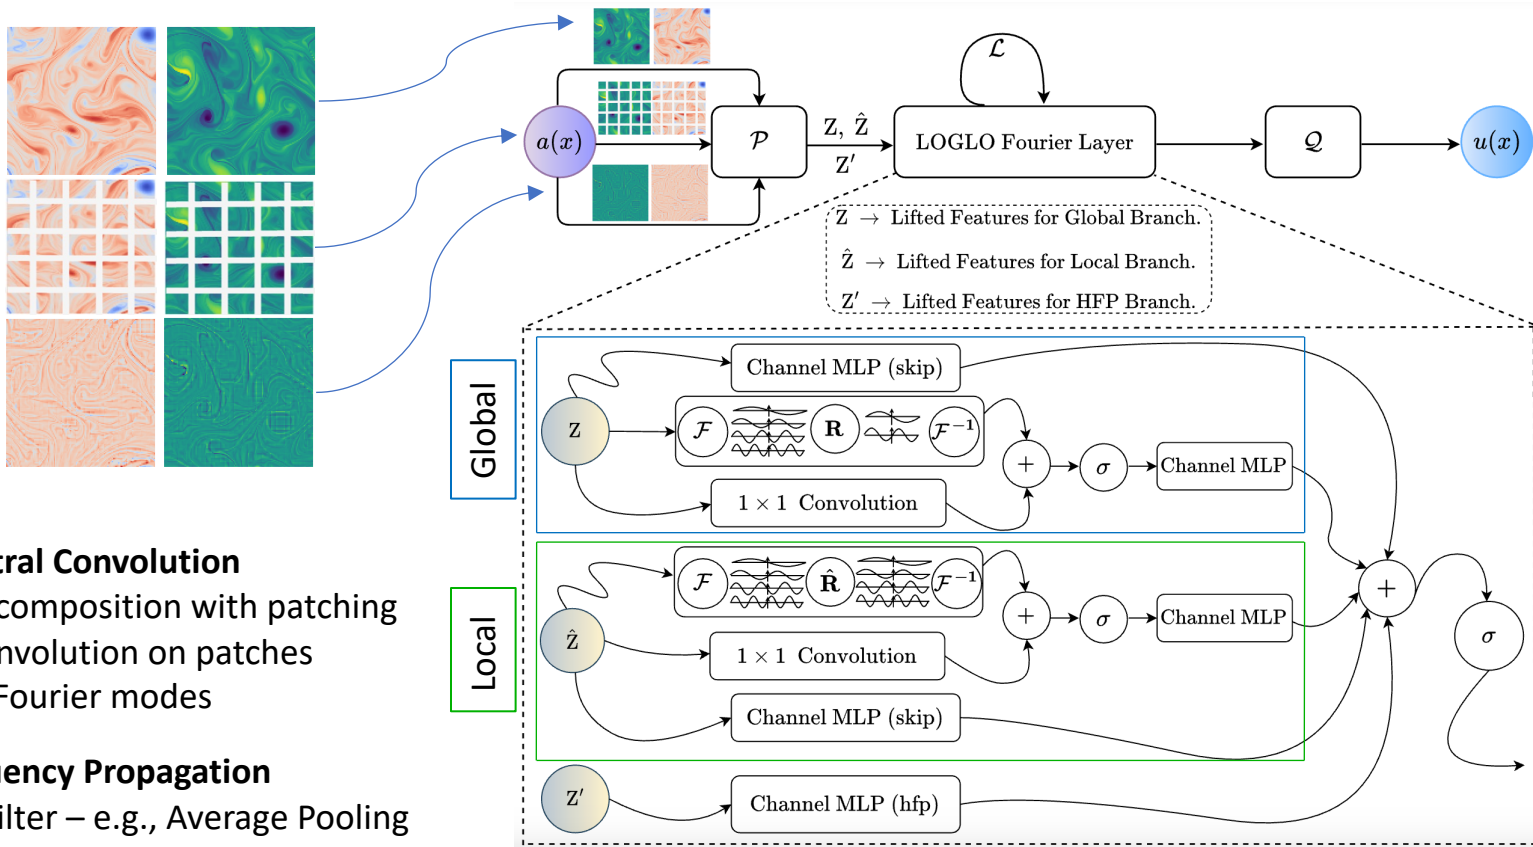 a(x)
𝒫
Z, Ẑ
Z′
ℒ
LOGLO Fourier Layer
𝒬
u(x)
Z → Lifted Features for Global Branch.
Ẑ → Lifted Features for Local Branch.
Z′ → Lifted Features for HFP Branch.
Global
Channel MLP (skip)
Z
ℱ
R
ℱ⁻¹
+
σ
Channel MLP
1 × 1 Convolution
Local
ℱ
R̂
ℱ⁻¹
Ẑ
+
σ
Channel MLP
1 × 1 Convolution
Channel MLP (skip)
+
σ
Z′
Channel MLP (hfp)
tral Convolution
composition with patching
nvolution on patches
Fourier modes
uency Propagation
ilter – e.g., Average Pooling